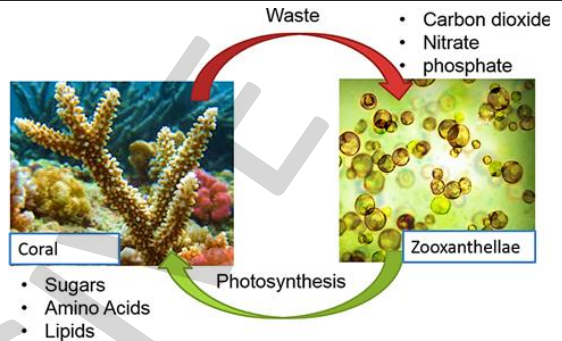 Waste
• Carbon dioxide
• Nitrate
• phosphate
Coral
Zooxanthellae
Photosynthesis
• Sugars
• Amino Acids
• Lipids